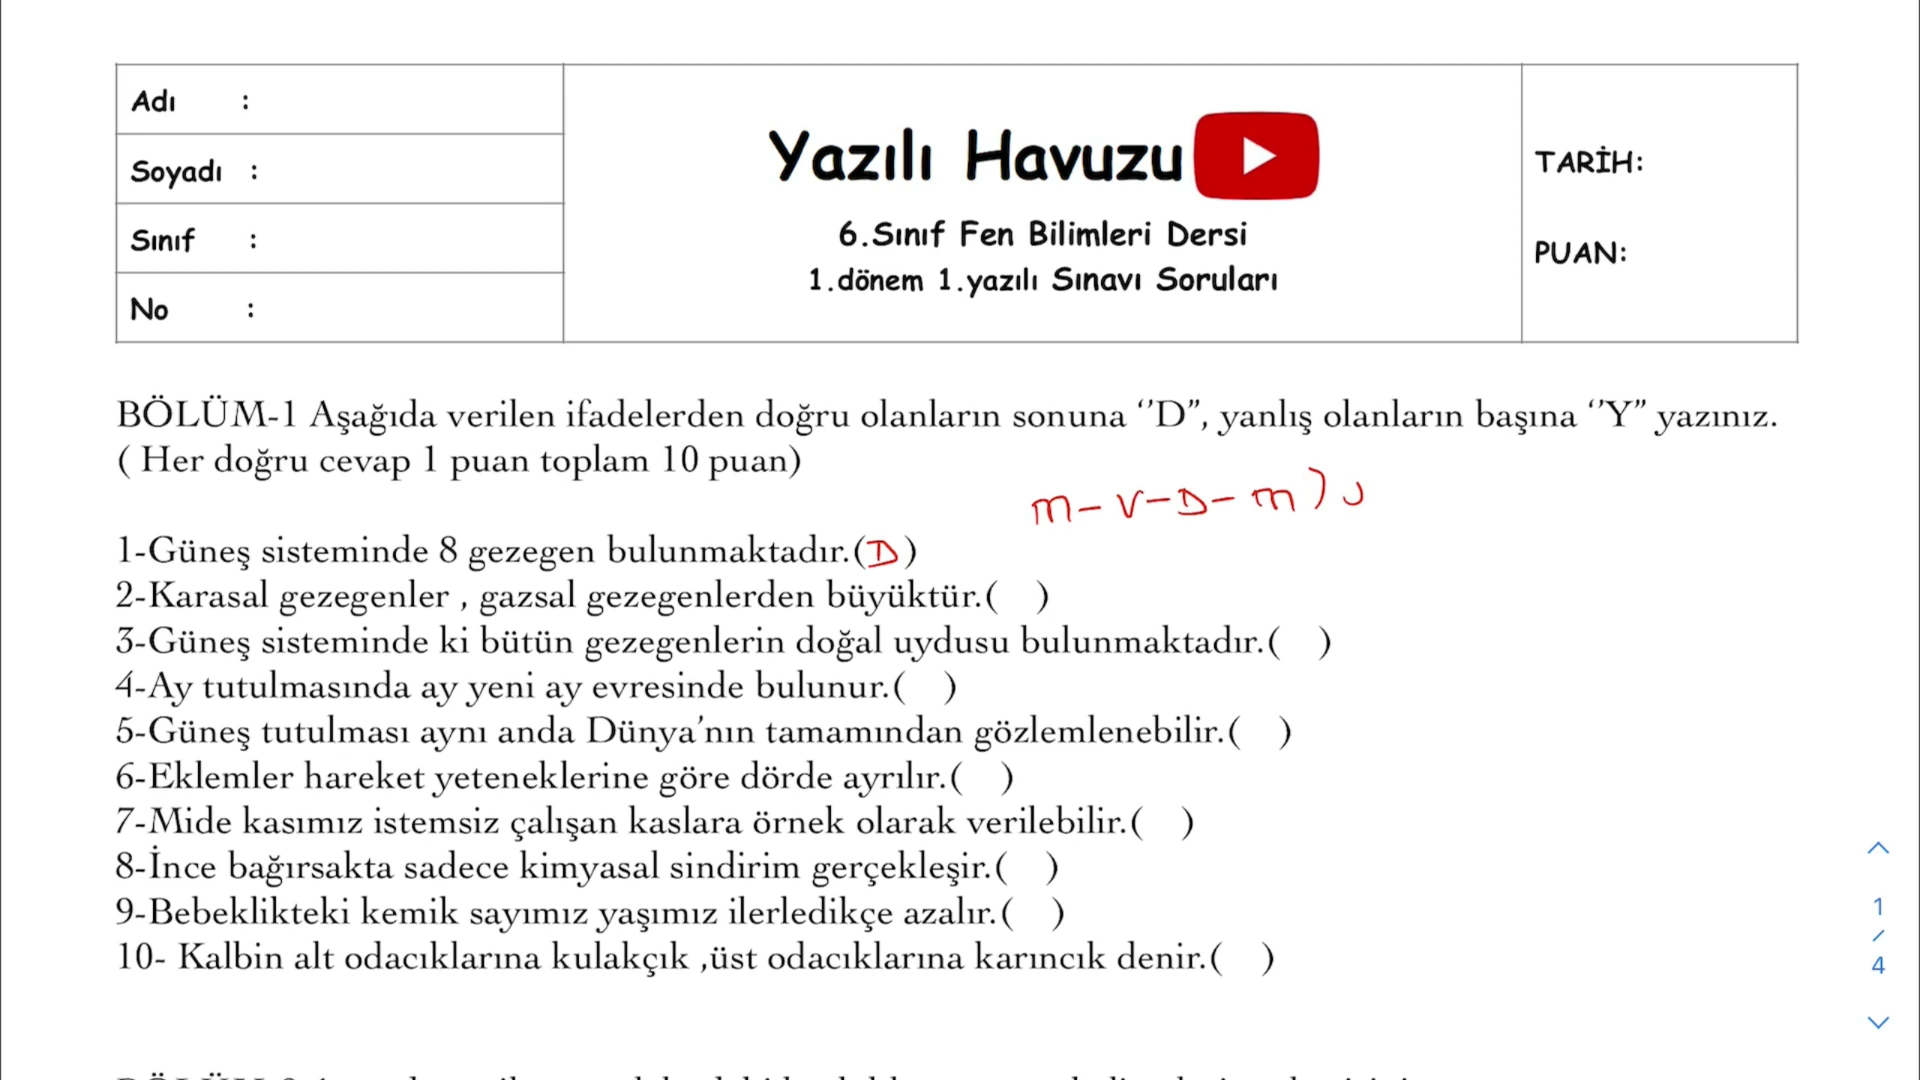 Adı :
Soyadı :
Sınıf :
No :
Yazılı Havuzu
6.Sınıf Fen Bilimleri Dersi
1.dönem 1.yazılı Sınavı Soruları
TARİH:
PUAN:
BÖLÜM-1 Aşağıda verilen ifadelerden doğru olanların sonuna ‘’D”, yanlış olanların başına ‘’Y” yazınız.
( Her doğru cevap 1 puan toplam 10 puan)
m-V-D-m) J
1-Güneş sisteminde 8 gezegen bulunmaktadır.(D)
2-Karasal gezegenler , gazsal gezegenlerden büyüktür.( )
3-Güneş sisteminde ki bütün gezegenlerin doğal uydusu bulunmaktadır.( )
4-Ay tutulmasında ay yeni ay evresinde bulunur.( )
5-Güneş tutulması aynı anda Dünya’nın tamamından gözlemlenebilir.( )
6-Eklemler hareket yeteneklerine göre dörde ayrılır.( )
7-Mide kasımız istemsiz çalışan kaslara örnek olarak verilebilir.( )
8-İnce bağırsakta sadece kimyasal sindirim gerçekleşir.( )
9-Bebeklikteki kemik sayımız yaşımız ilerledikçe azalır.( )
10- Kalbin alt odacıklarına kulakçık ,üst odacıklarına karıncık denir.( )
1
/
4